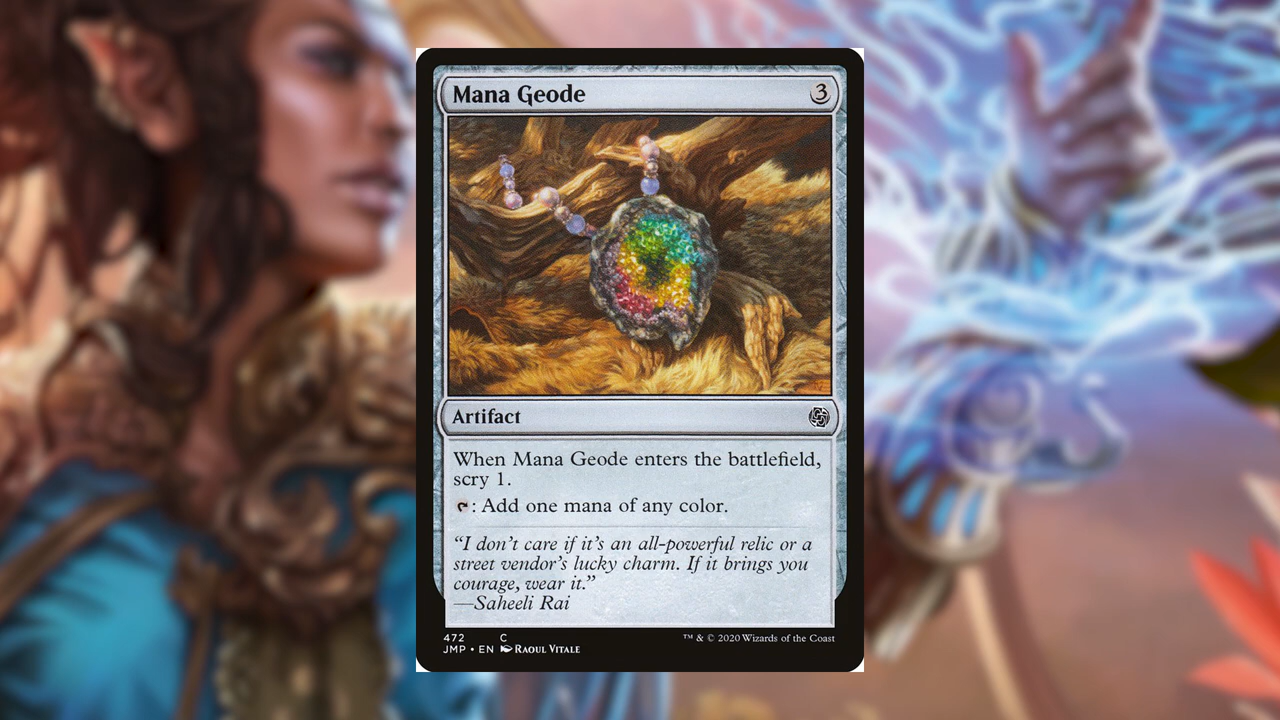 Mana Geode 3
Artifact
When Mana Geode enters the battlefield,
scry 1.
: Add one mana of any color.
“I don’t care if it’s an all-powerful relic or a
street vendor’s lucky charm. If it brings you
courage, wear it.”
—Saheeli Rai
472 C
JMP • EN Raoul Vitale
™ & © 2020 Wizards of the Coast